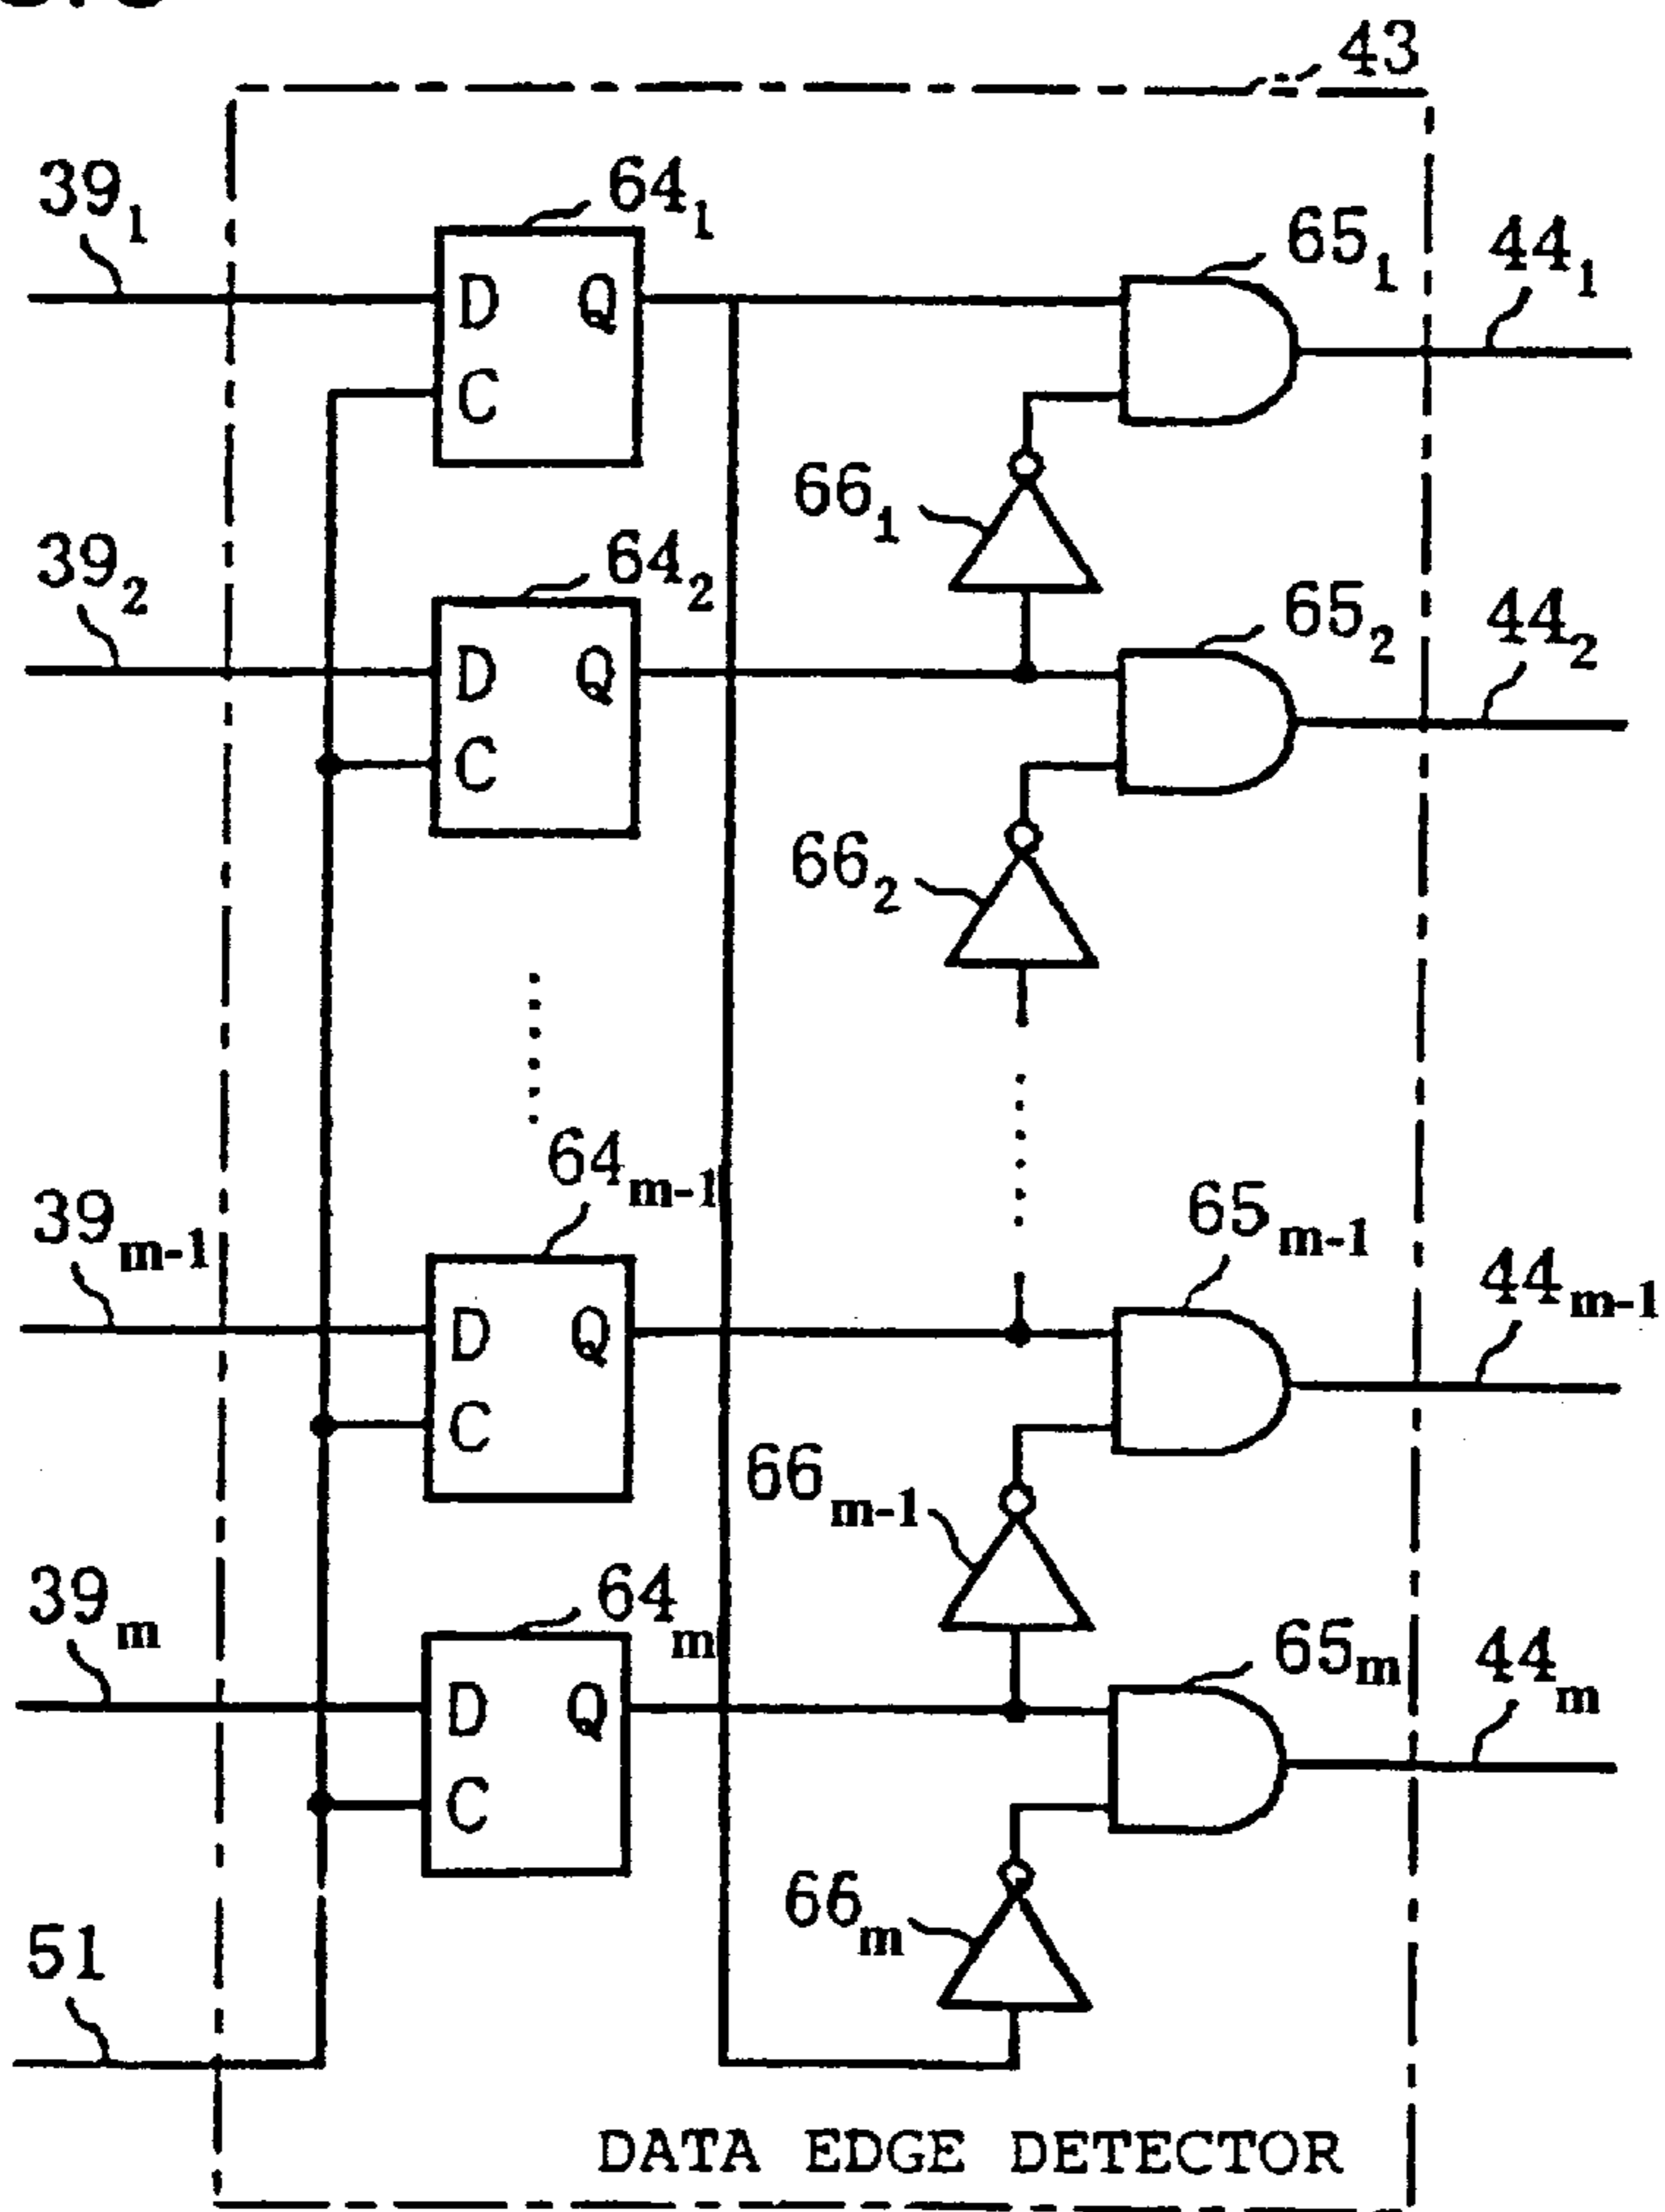 43
39₁
64₁
65₁
44₁
D Q
C
66₁
39₂
64₂
65₂
44₂
D Q
C
66₂
64m-1
39m-1
65m-1
44m-1
D Q
C
66m-1
39m
64m
65m
44m
D Q
C
66m
51
DATA EDGE DETECTOR